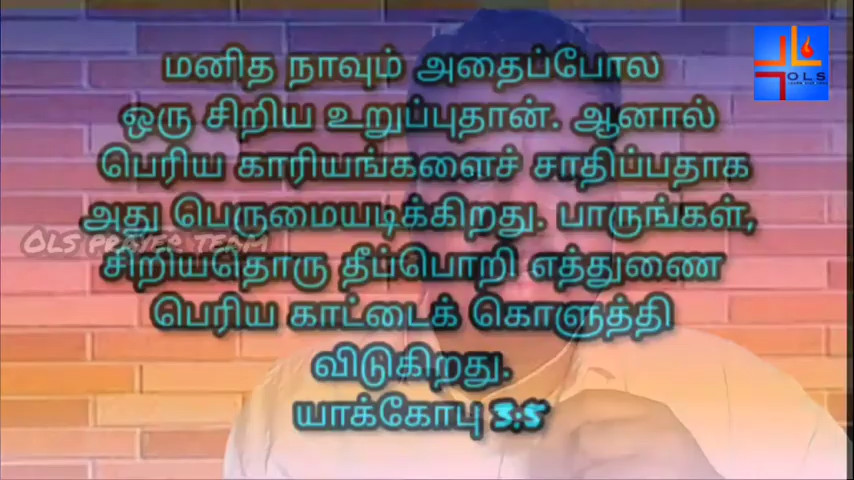 OLS
மனித நாவும் அதைப்போல
ஒரு சிறிய உறுப்புதான். ஆனால்
பெரிய காரியங்களைச் சாதிப்பதாக
அது பெருமையடிக்கிறது. பாருங்கள்,
OLS PRAYER TEAM
சிறியதொரு தீப்பொறி எத்துணை
பெரிய காட்டைக் கொளுத்தி
விடுகிறது.
யாக்கோபு 3:5